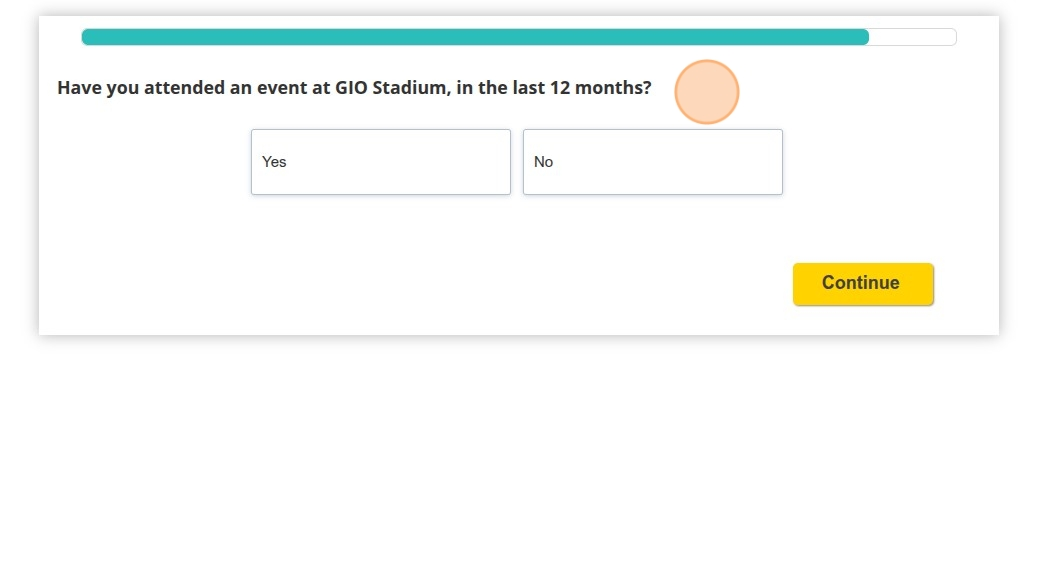 Have you attended an event at GIO Stadium, in the last 12 months?
Yes
No
Continue